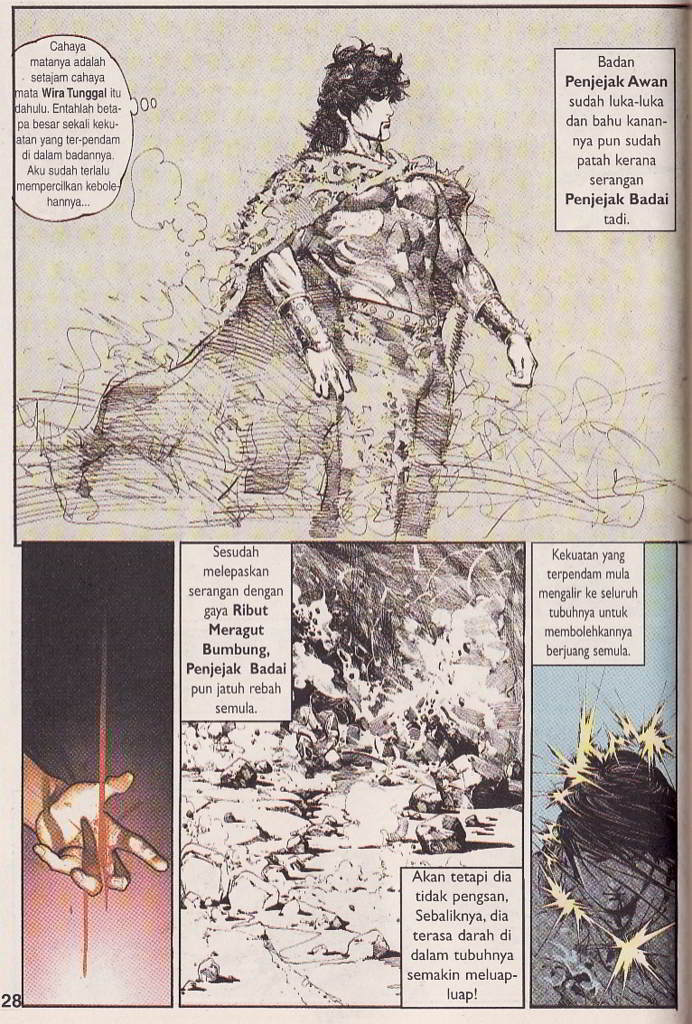 Cahaya
matanya adalah
setajam cahaya
mata Wira Tunggal itu
dahulu. Entahlah beta-
pa besar sekali keku-
atan yang ter-pendam
di dalam badannya.
Aku sudah terlalu
mempercilkan kebole-
hannya...
Badan
Penjejak Awan
sudah luka-luka
dan bahu kanan-
nya pun sudah
patah kerana
serangan
Penjejak Badai
tadi.
Sesudah
melepaskan
serangan dengan
gaya Ribut
Meragut
Bumbung,
Penjejak Badai
pun jatuh rebah
semula.
Akan tetapi dia
tidak pengsan,
Sebaliknya, dia
terasa darah di
dalam tubuhnya
semakin meluap-
luap!
Kekuatan yang
terpendam mula
mengalir ke seluruh
tubuhnya untuk
membolehkannya
berjuang semula.
28